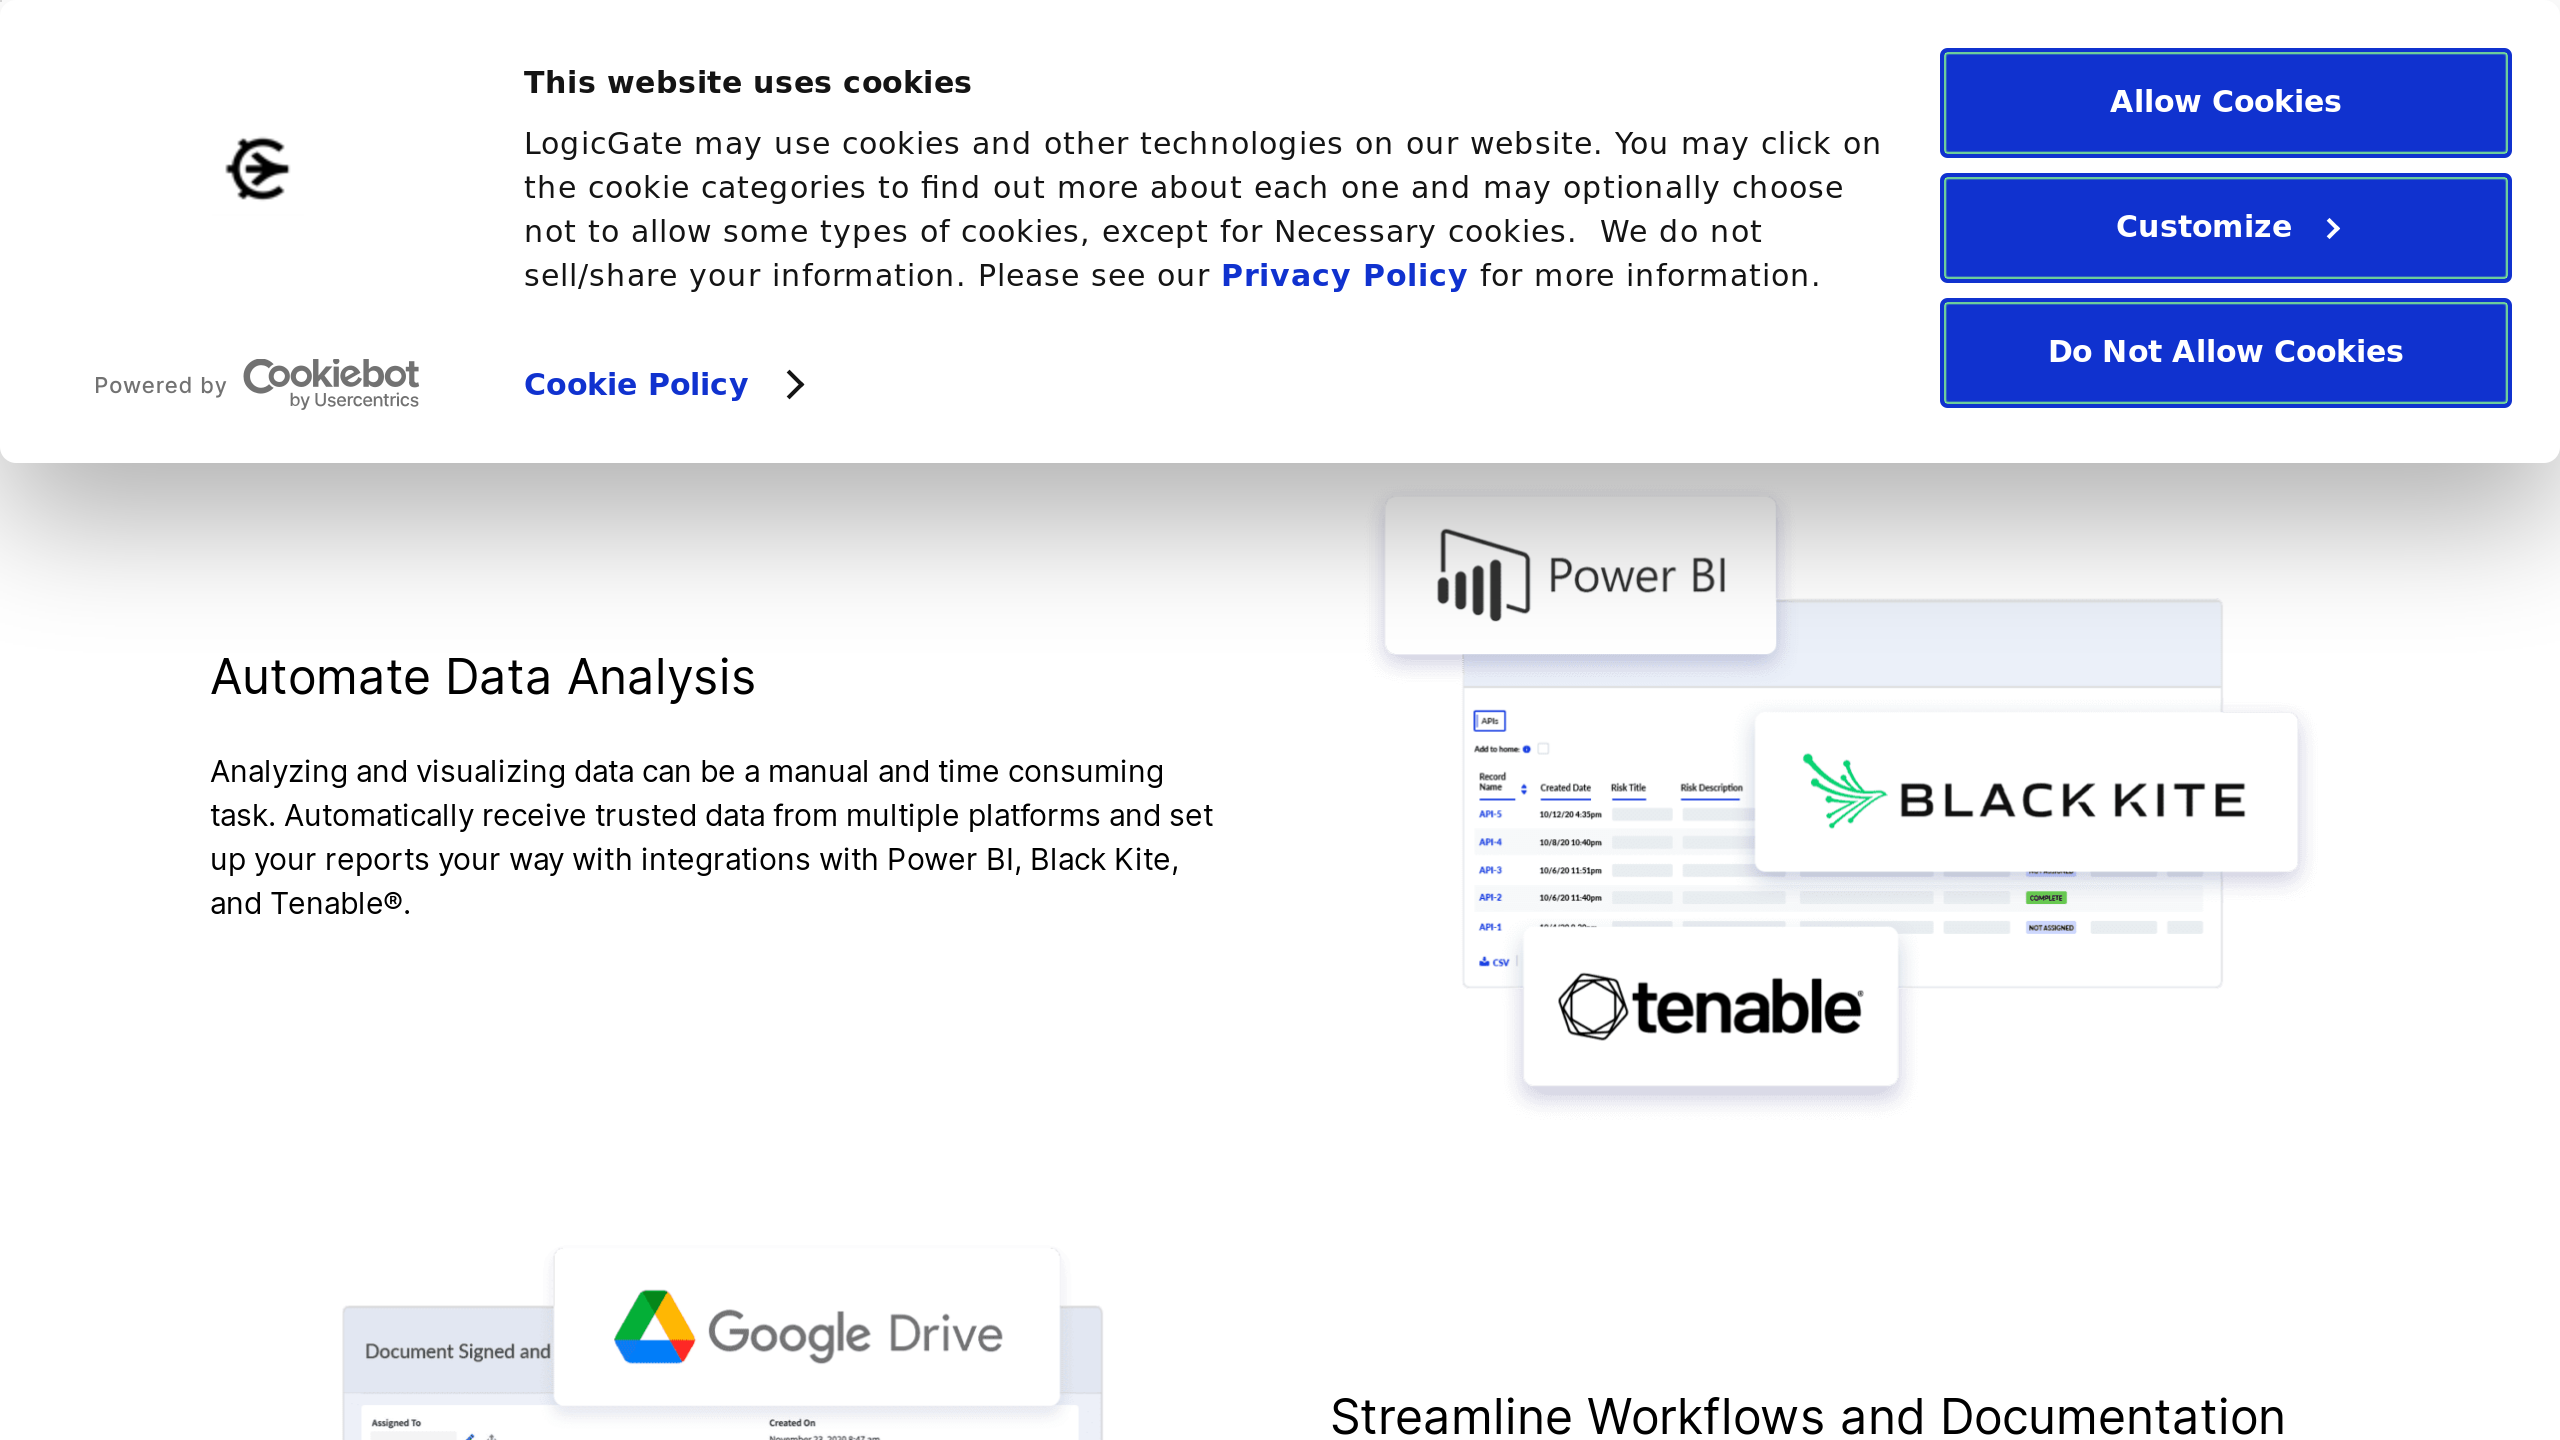 This website uses cookies
LogicGate may use cookies and other technologies on our website. You may click on
the cookie categories to find out more about each one and may optionally choose
not to allow some types of cookies, except for Necessary cookies.  We do not
sell/share your information. Please see our Privacy Policy for more information.
Powered by Cookiebot
by Usercentrics
Cookie Policy
Allow Cookies
Customize
Do Not Allow Cookies
Automate Data Analysis
Analyzing and visualizing data can be a manual and time consuming
task. Automatically receive trusted data from multiple platforms and set
up your reports your way with integrations with Power BI, Black Kite,
and Tenable®.
Power BI
APIs
Add to home:
Record
Name
Created Date
Risk Title
Risk Description
API-5 10/12/20 4:35pm
API-4 10/8/20 10:40pm
API-3 10/6/20 11:51pm
API-2 10/6/20 11:40pm COMPLETE
API-1 NOT ASSIGNED
CSV
BLACK KITE
tenable®
Google Drive
Document Signed and
Assigned To
Created On
November 23, 2020 8:47 am
Streamline Workflows and Documentation